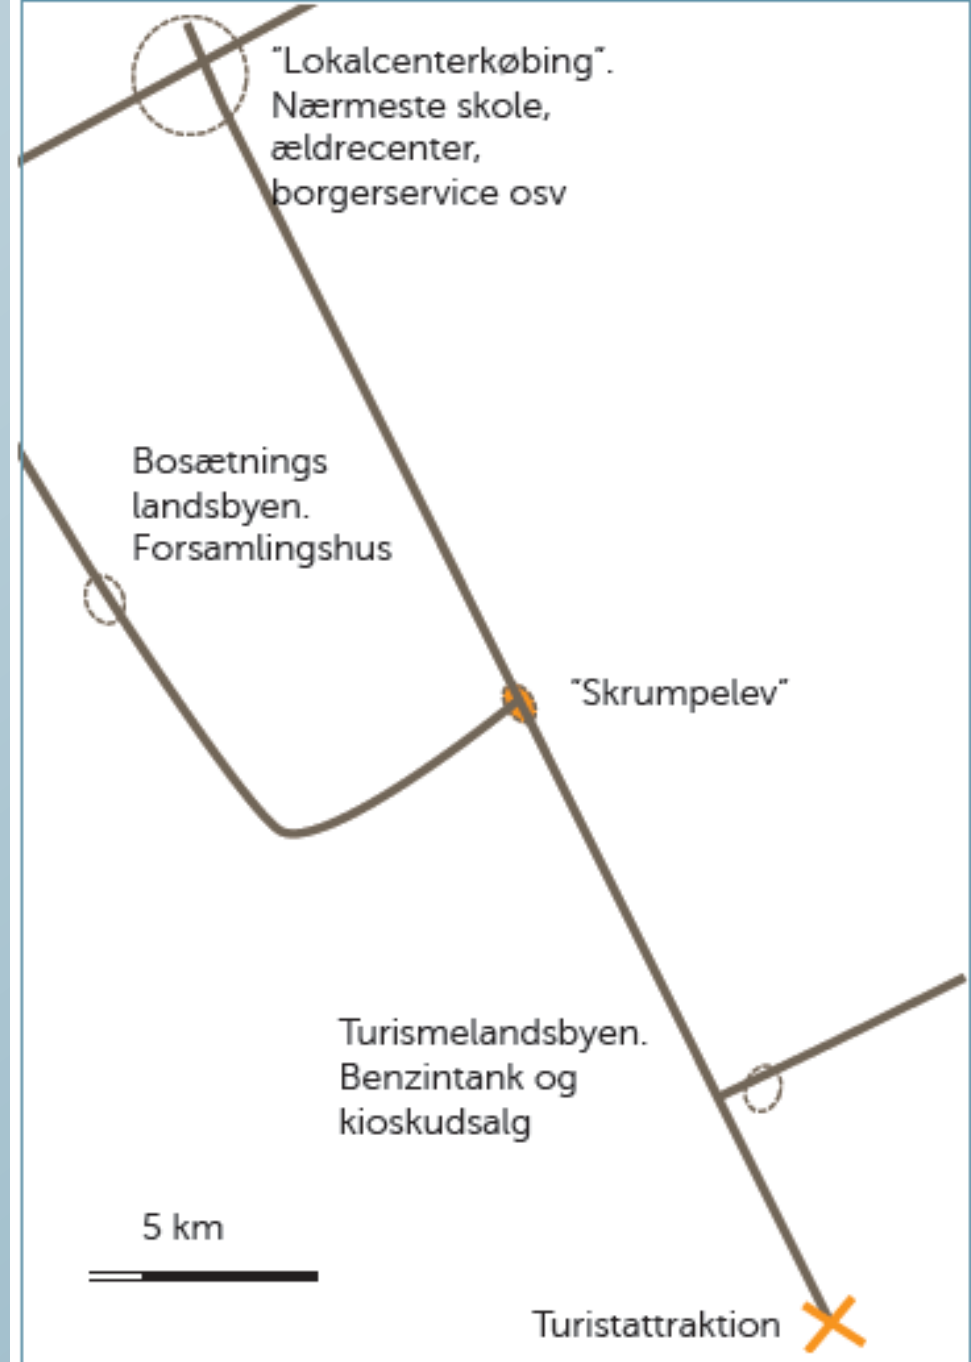 "Lokalcenterkøbing".
Nærmeste skole,
ældrecenter,
borgerservice osv
Bosætnings
landsbyen.
Forsamlingshus
"Skrumpelev"
Turismelandsbyen.
Benzintank og
kioskudsalg
5 km
Turistattraktion